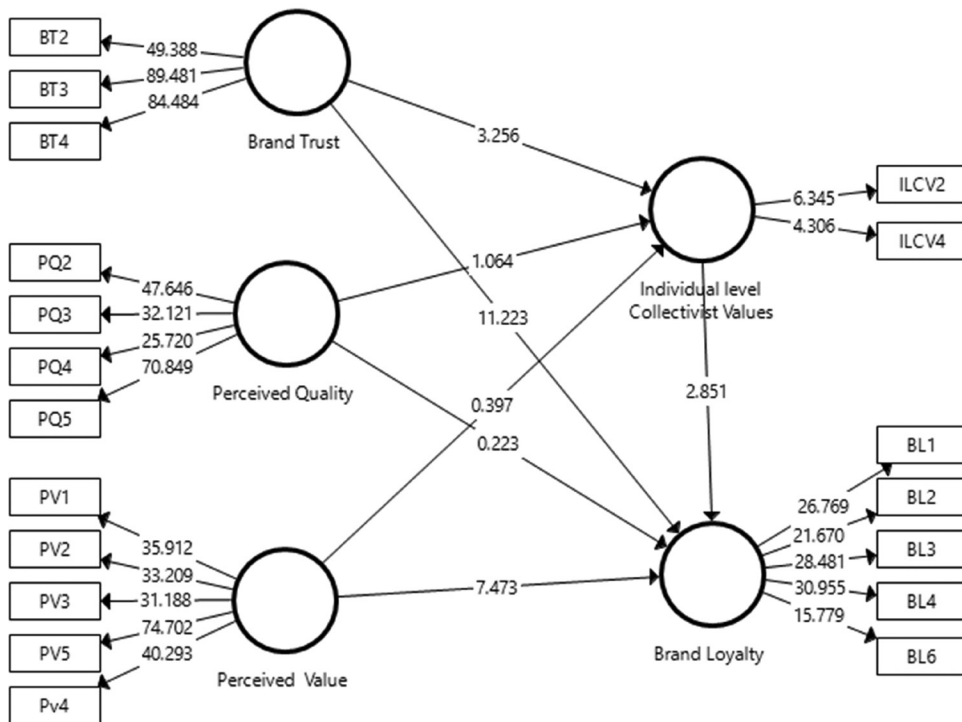 BT2
BT3
BT4
49.388
89.481
84.484
Brand Trust
3.256
11.223
PQ2
PQ3
PQ4
PQ5
47.646
32.121
25.720
70.849
Perceived Quality
1.064
0.223
PV1
PV2
PV3
PV5
Pv4
35.912
33.209
31.188
74.702
40.293
Perceived Value
0.397
7.473
Individual level
Collectivist Values
6.345
4.306
ILCV2
ILCV4
2.851
Brand Loyalty
26.769
21.670
28.481
30.955
15.779
BL1
BL2
BL3
BL4
BL6